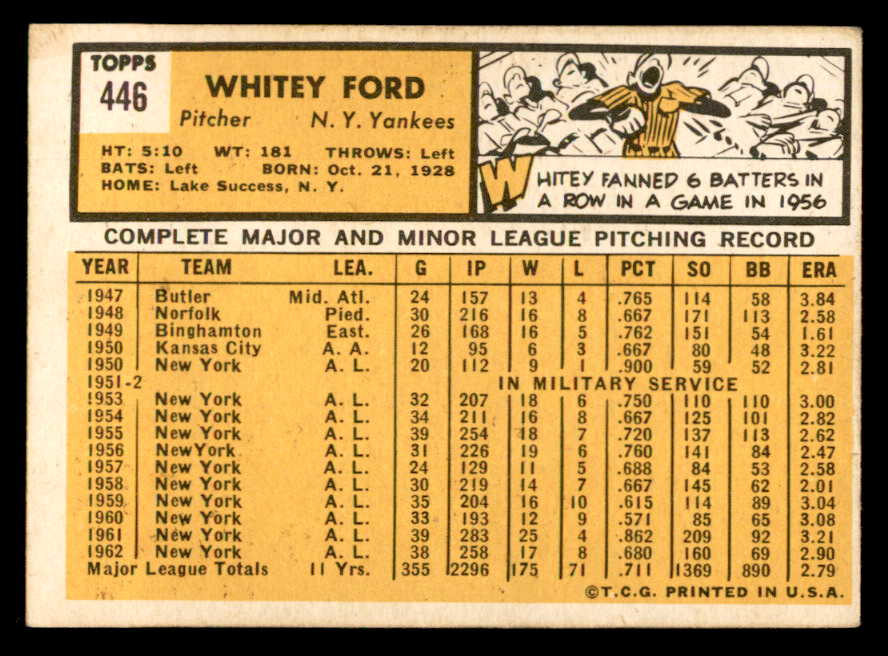 TOPPS
446
WHITEY FORD
Pitcher N. Y. Yankees
HT: 5:10 WT: 181 THROWS: Left
BATS: Left BORN: Oct. 21, 1928
HOME: Lake Success, N. Y.
WHITEY FANNED 6 BATTERS IN
A ROW IN A GAME IN 1956
COMPLETE MAJOR AND MINOR LEAGUE PITCHING RECORD
YEAR TEAM LEA. G IP W L PCT SO BB ERA
1947 Butler Mid. Atl. 24 157 13 4 .765 114 58 3.84
1948 Norfolk Pied. 30 216 16 8 .667 171 113 2.58
1949 Binghamton East. 26 168 16 5 .762 151 54 1.61
1950 Kansas City A. A. 12 95 6 3 .667 80 48 3.22
1950 New York A. L. 20 112 9 1 .900 59 52 2.81
1951-2 IN MILITARY SERVICE
1953 New York A. L. 32 207 18 6 .750 110 110 3.00
1954 New York A. L. 34 211 16 8 .667 125 101 2.82
1955 New York A. L. 39 254 18 7 .720 137 113 2.62
1956 NewYork A. L. 31 226 19 6 .760 141 84 2.47
1957 New York A. L. 24 129 11 5 .688 84 53 2.58
1958 New York A. L. 30 219 14 7 .667 145 62 2.01
1959 New York A. L. 35 204 16 10 .615 114 89 3.04
1960 New York A. L. 33 193 12 9 .571 85 65 3.08
1961 New York A. L. 39 283 25 4 .862 209 92 3.21
1962 New York A. L. 38 258 17 8 .680 160 69 2.90
Major League Totals 11 Yrs. 355 2296 175 71 .711 1369 890 2.79
©T.C.G. PRINTED IN U.S.A.